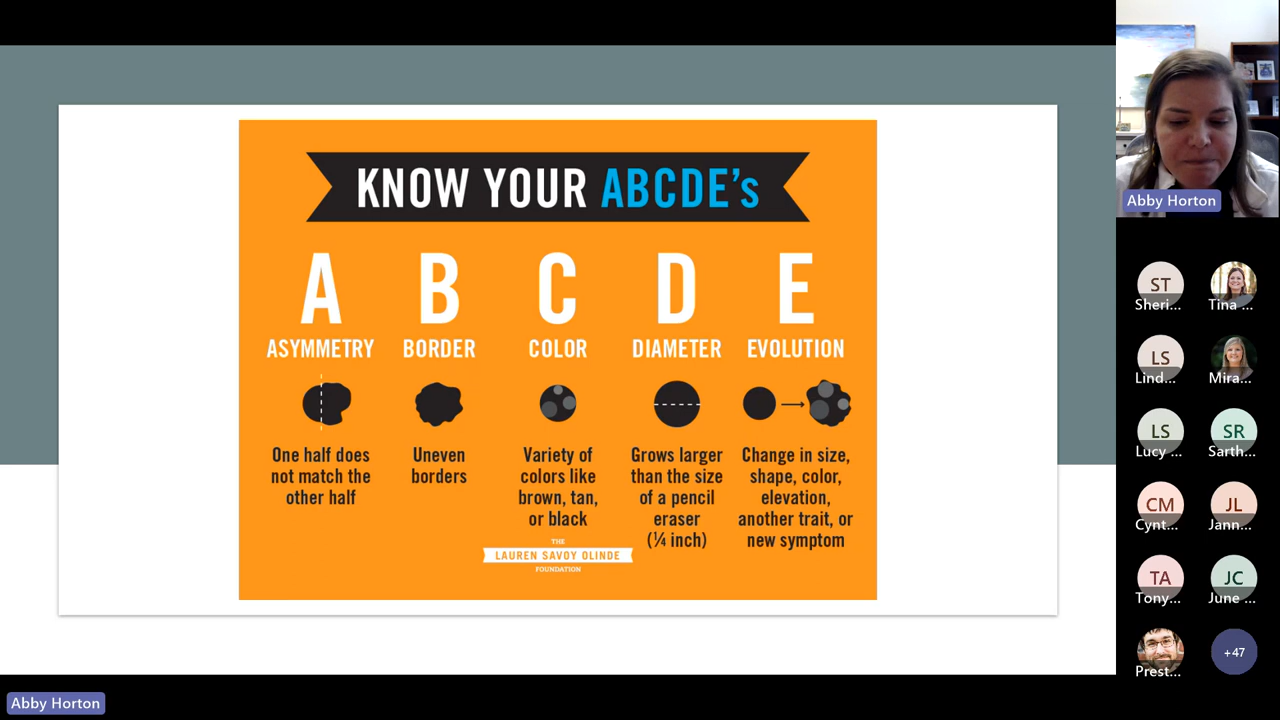 KNOW YOUR ABCDE's
A B C D E
ASYMMETRY BORDER COLOR DIAMETER EVOLUTION
One half does
not match the
other half
Uneven
borders
Variety of
colors like
brown, tan,
or black
Grows larger
than the size
of a pencil
eraser
(¼ inch)
Change in size,
shape, color,
elevation,
another trait, or
new symptom
THE
LAUREN SAVOY OLINDE
FOUNDATION
Abby Horton
Abby Horton
ST
Sheri...
Tina ...
LS
Lind...
Mira...
LS
Lucy ...
SR
Sarth...
CM
Cynt...
JL
Jann...
TA
Tony...
JC
June ...
Prest...
+47